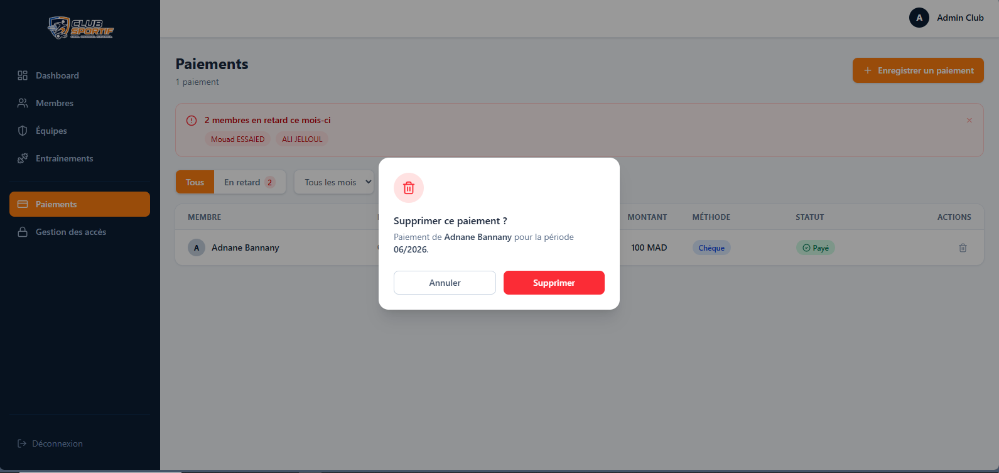 CLUB
SPORTIF
A Admin Club
Dashboard
Membres
Équipes
Entraînements
Paiements
Gestion des accès
Déconnexion
Paiements
1 paiement
+ Enregistrer un paiement
2 membres en retard ce mois-ci
Mouad ESSAIED ALI JELLOUL
Tous En retard 2 Tous les mois
MEMBRE MONTANT MÉTHODE STATUT ACTIONS
A Adnane Bannany 100 MAD Chèque Payé
Supprimer ce paiement ?
Paiement de Adnane Bannany pour la période
06/2026.
Annuler Supprimer